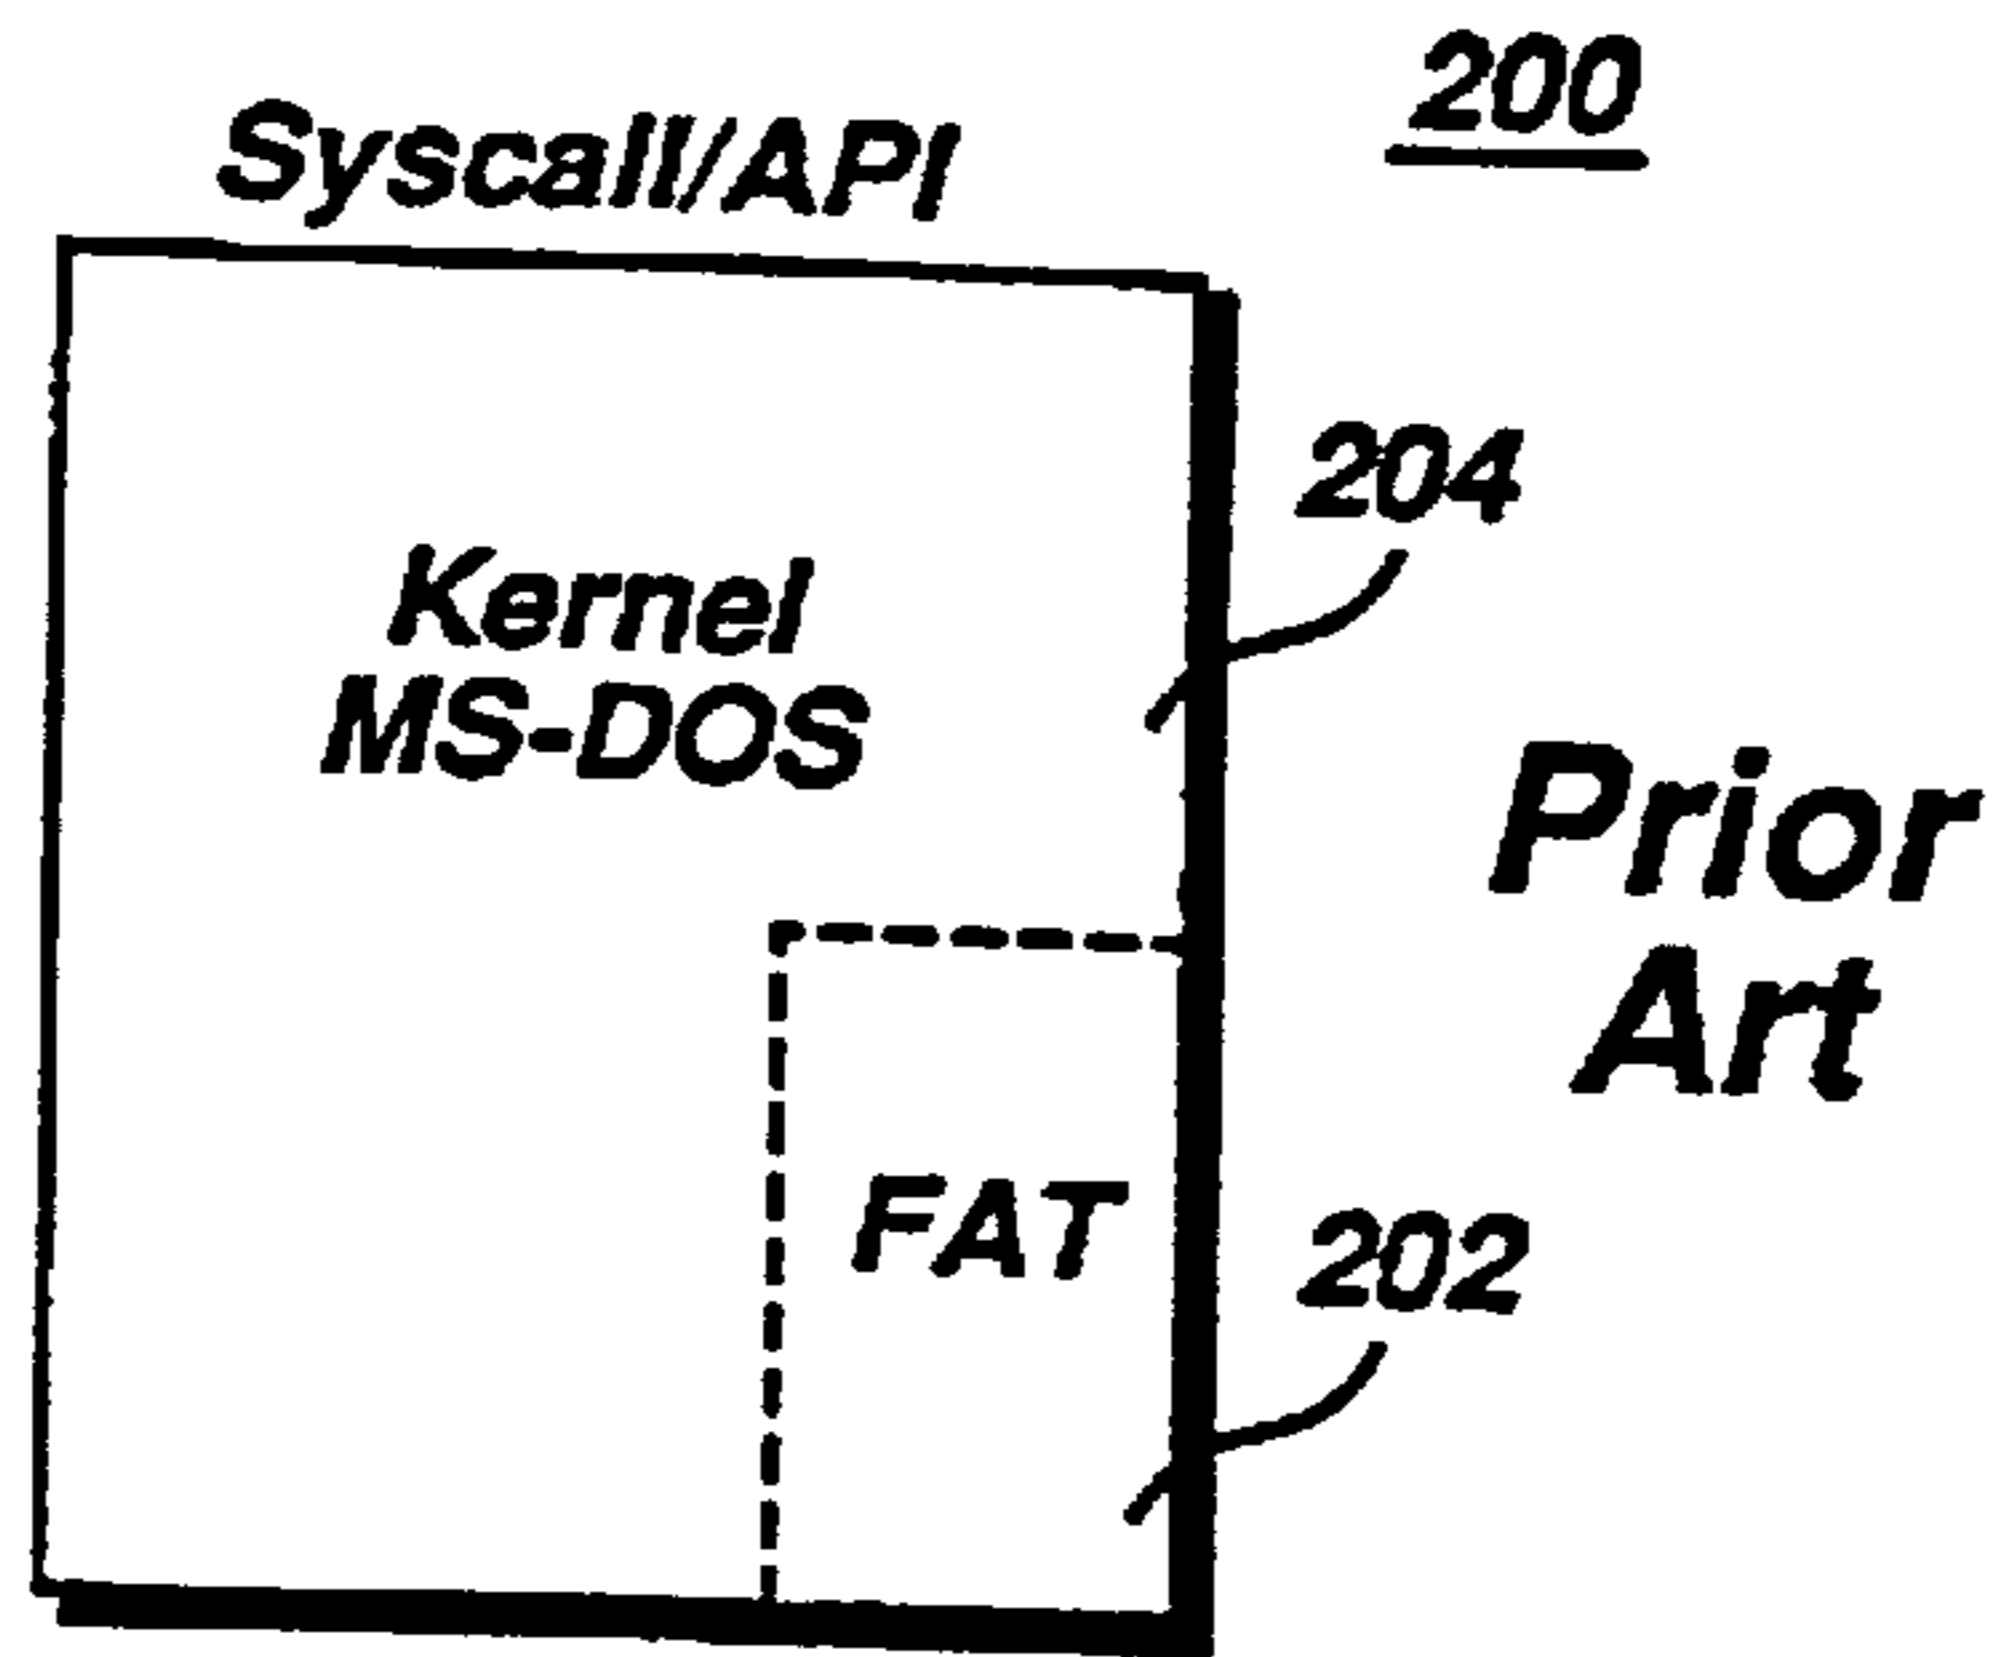 200
Syscall/API
204
Kernel
MS-DOS
Prior
Art
FAT
202